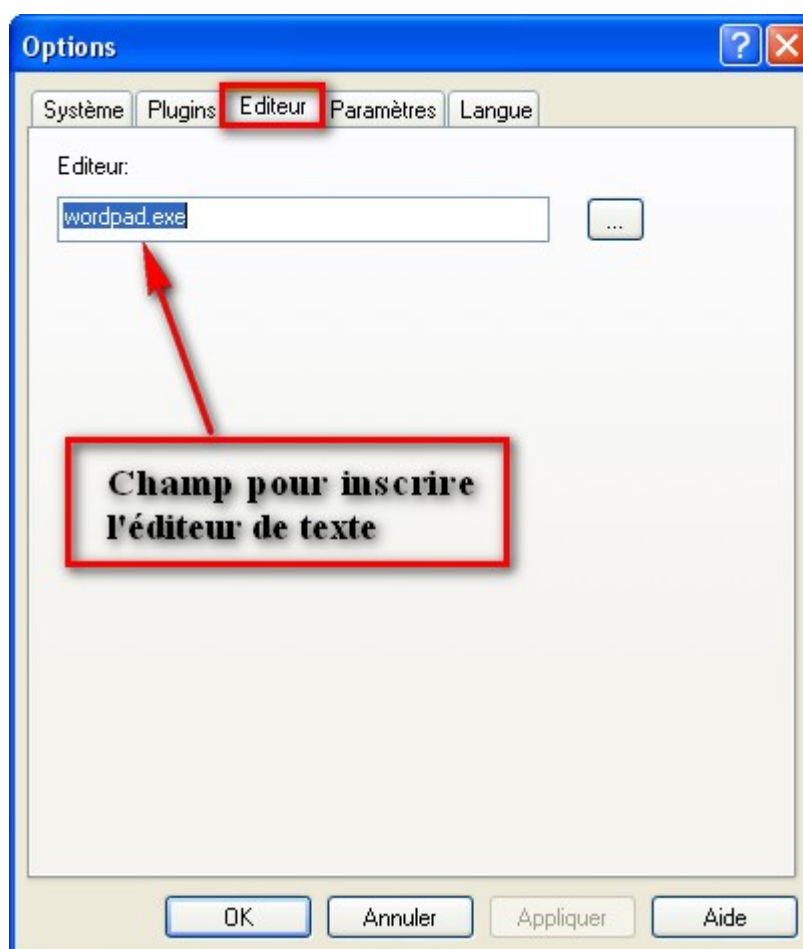 Options
Système Plugins Editeur Paramètres Langue
Editeur:
wordpad.exe ...
Champ pour inscrire
l'éditeur de texte
OK Annuler Appliquer Aide